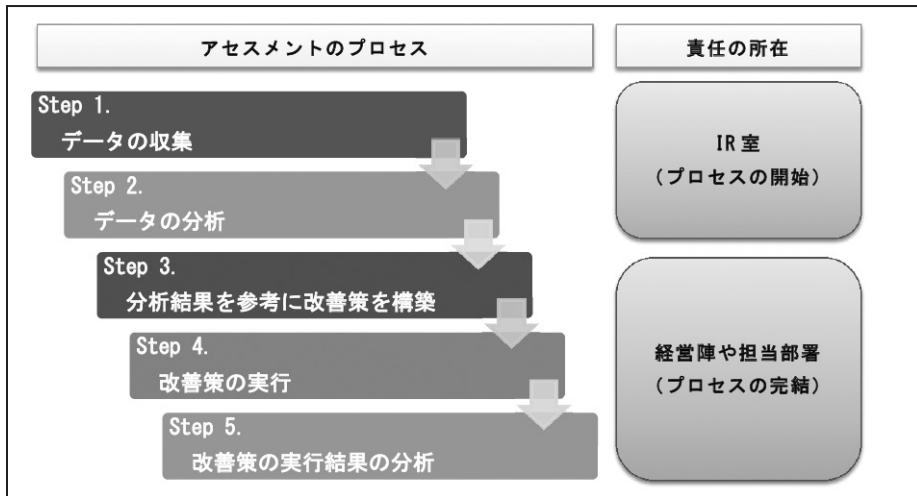 アセスメントのプロセス
責任の所在
Step 1.
データの収集
Step 2.
データの分析
Step 3.
分析結果を参考に改善策を構築
Step 4.
改善策の実行
Step 5.
改善策の実行結果の分析
IR室
(プロセスの開始)
経営陣や担当部署
(プロセスの完結)